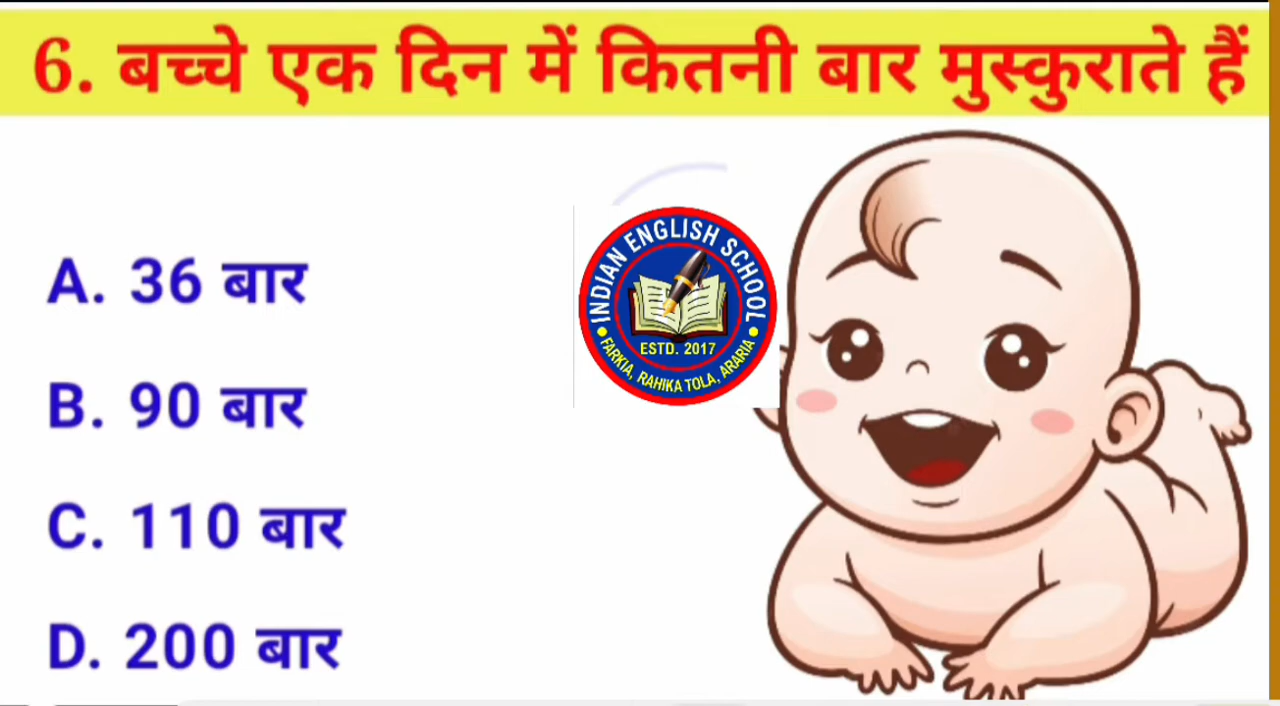 6. बच्चे एक दिन में कितनी बार मुस्कुराते हैं
A. 36 बार
B. 90 बार
C. 110 बार
D. 200 बार
INDIAN ENGLISH SCHOOL
ESTD. 2017
FARKIA, RAHIKA TOLA, ARARIA